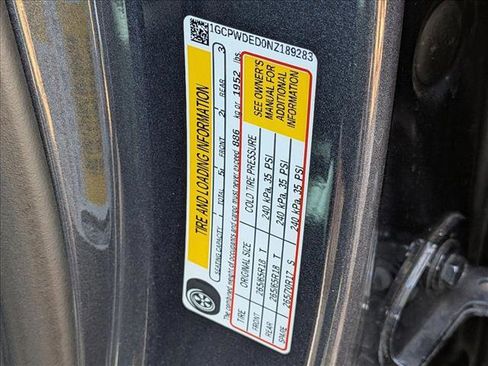 1GCPWDED0NZ189283
TIRE AND LOADING INFORMATION
SEATING CAPACITY | TOTAL 5 | FRONT 2 | REAR 3
The combined weight of occupants and cargo must never exceed 886 kg or 1952 lbs.
TIRE ORIGINAL SIZE COLD TIRE PRESSURE
FRONT 265/65R18 T 240 kPa, 35 PSI
REAR 265/65R18 T 240 kPa, 35 PSI
SPARE 265/70R17 S 240 kPa, 35 PSI
SEE OWNER'S
MANUAL FOR
ADDITIONAL
INFORMATION